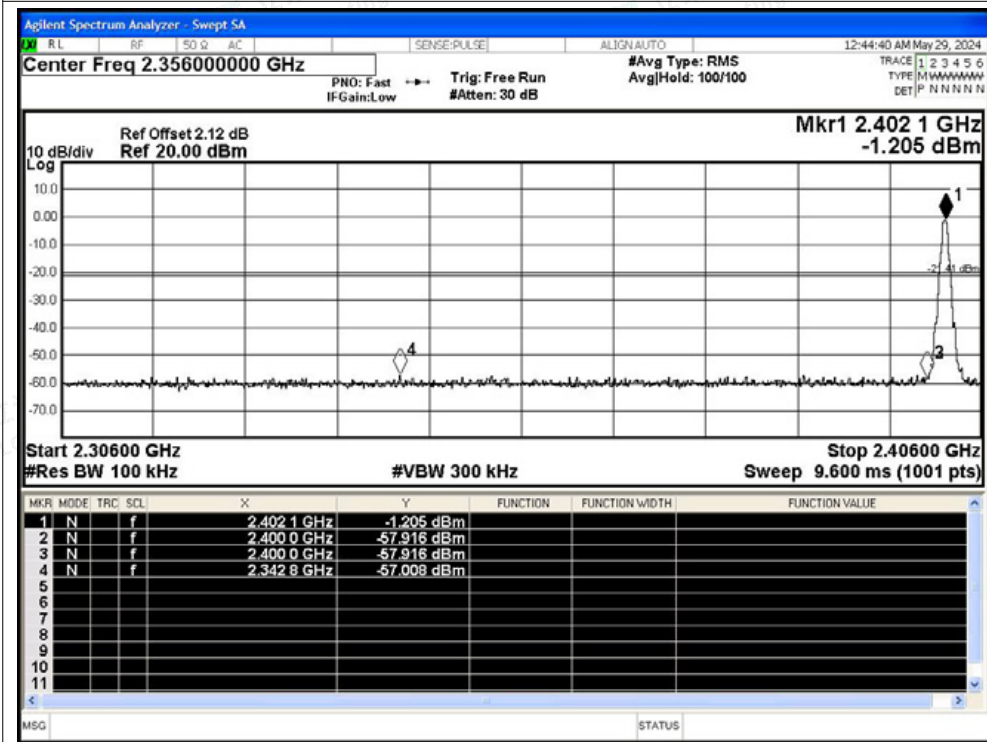 Agilent Spectrum Analyzer - Swept SA
LXI RL RF 50 Ω AC SENSE:PULSE ALIGN AUTO 12:44:40 AM May 29, 2024
Center Freq 2.356000000 GHz #Avg Type: RMS TRACE 1 2 3 4 5 6
PNO: Fast Trig: Free Run Avg|Hold: 100/100 TYPE M WWWWW
IFGain:Low #Atten: 30 dB DET P N N N N N
Mkr1 2.402 1 GHz
Ref Offset 2.12 dB
10 dB/div Ref 20.00 dBm -1.205 dBm
Log
10.0
1
0.00
-10.0
-20.0
-30.0
-40.0
-50.0 4 3
-60.0
-70.0
Start 2.30600 GHz Stop 2.40600 GHz
#Res BW 100 kHz #VBW 300 kHz Sweep 9.600 ms (1001 pts)
MKR MODE TRC SCL X Y FUNCTION FUNCTION WIDTH FUNCTION VALUE
1 N f 2.402 1 GHz -1.205 dBm
2 N f 2.400 0 GHz -57.916 dBm
3 N f 2.400 0 GHz -57.916 dBm
4 N f 2.342 8 GHz -57.008 dBm
5
6
7
8
9
10
11
MSG STATUS